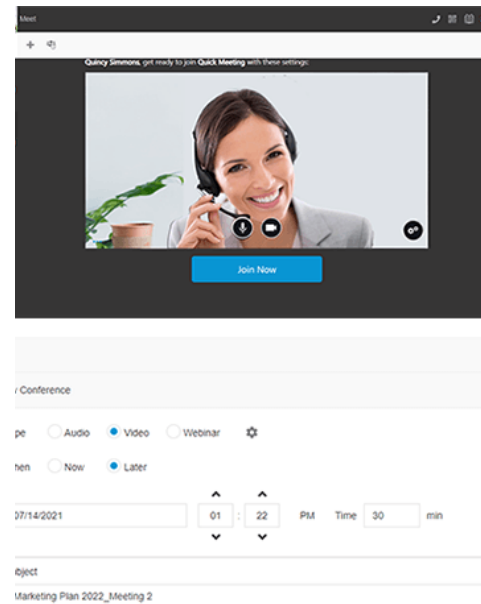 Meet
Quincy Simmons, get ready to join Quick Meeting with these settings:
Join Now
Conference
Audio Video Webinar
Now Later
07/14/2021 01 : 22 PM Time 30 min
Marketing Plan 2022_Meeting 2